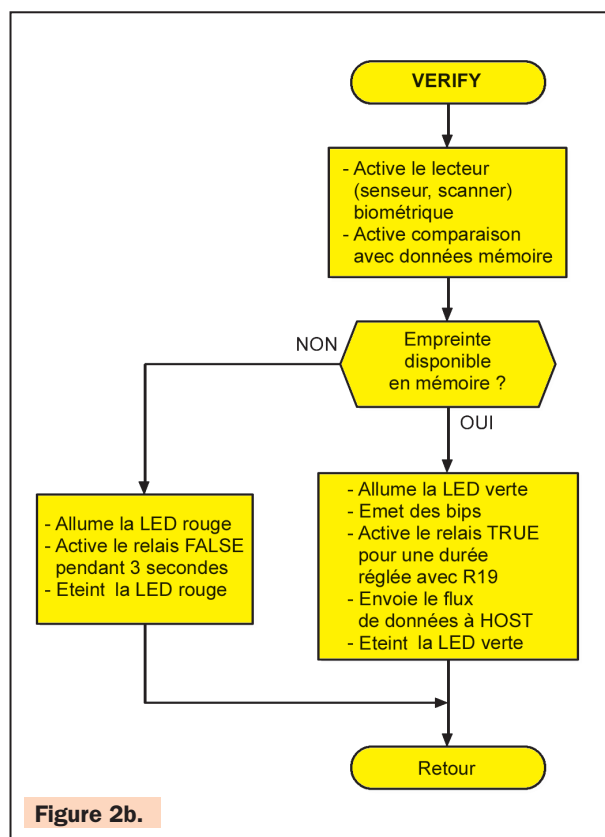 VERIFY
- Active le lecteur
(senseur, scanner)
biométrique
- Active comparaison
avec données mémoire
NON
Empreinte
disponible
en mémoire ?
OUI
- Allume la LED rouge
- Active le relais FALSE
pendant 3 secondes
- Eteint la LED rouge
- Allume la LED verte
- Emet des bips
- Active le relais TRUE
pour une durée
réglée avec R19
- Envoie le flux
de données à HOST
- Eteint la LED verte
Retour
Figure 2b.